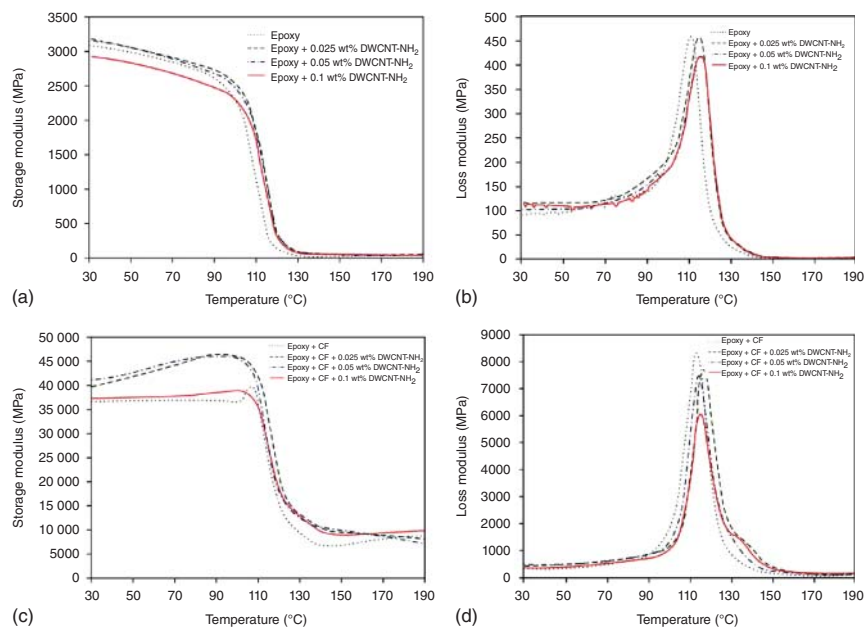 3500
3000
2500
2000
1500
1000
500
0
Storage modulus (MPa)
Epoxy
Epoxy + 0.025 wt% DWCNT-NH2
Epoxy + 0.05 wt% DWCNT-NH2
Epoxy + 0.1 wt% DWCNT-NH2
30 50 70 90 110 130 150 170 190
Temperature (°C)
(a)
500
450
400
350
300
250
200
150
100
50
0
Loss modulus (MPa)
Epoxy
Epoxy + 0.025 wt% DWCNT-NH2
Epoxy + 0.05 wt% DWCNT-NH2
Epoxy + 0.1 wt% DWCNT-NH2
30 50 70 90 110 130 150 170 190
Temperature (°C)
(b)
50 000
45 000
40 000
35 000
30 000
25 000
20 000
15 000
10 000
5000
0
Storage modulus (MPa)
Epoxy + CF
Epoxy + CF + 0.025 wt% DWCNT-NH2
Epoxy + CF + 0.05 wt% DWCNT-NH2
Epoxy + CF + 0.1 wt% DWCNT-NH2
30 50 70 90 110 130 150 170 190
Temperature (°C)
(c)
9000
8000
7000
6000
5000
4000
3000
2000
1000
0
Loss modulus (MPa)
Epoxy + CF
Epoxy + CF + 0.025 wt% DWCNT-NH2
Epoxy + CF + 0.05 wt% DWCNT-NH2
Epoxy + CF + 0.1 wt% DWCNT-NH2
30 50 70 90 110 130 150 170 190
Temperature (°C)
(d)